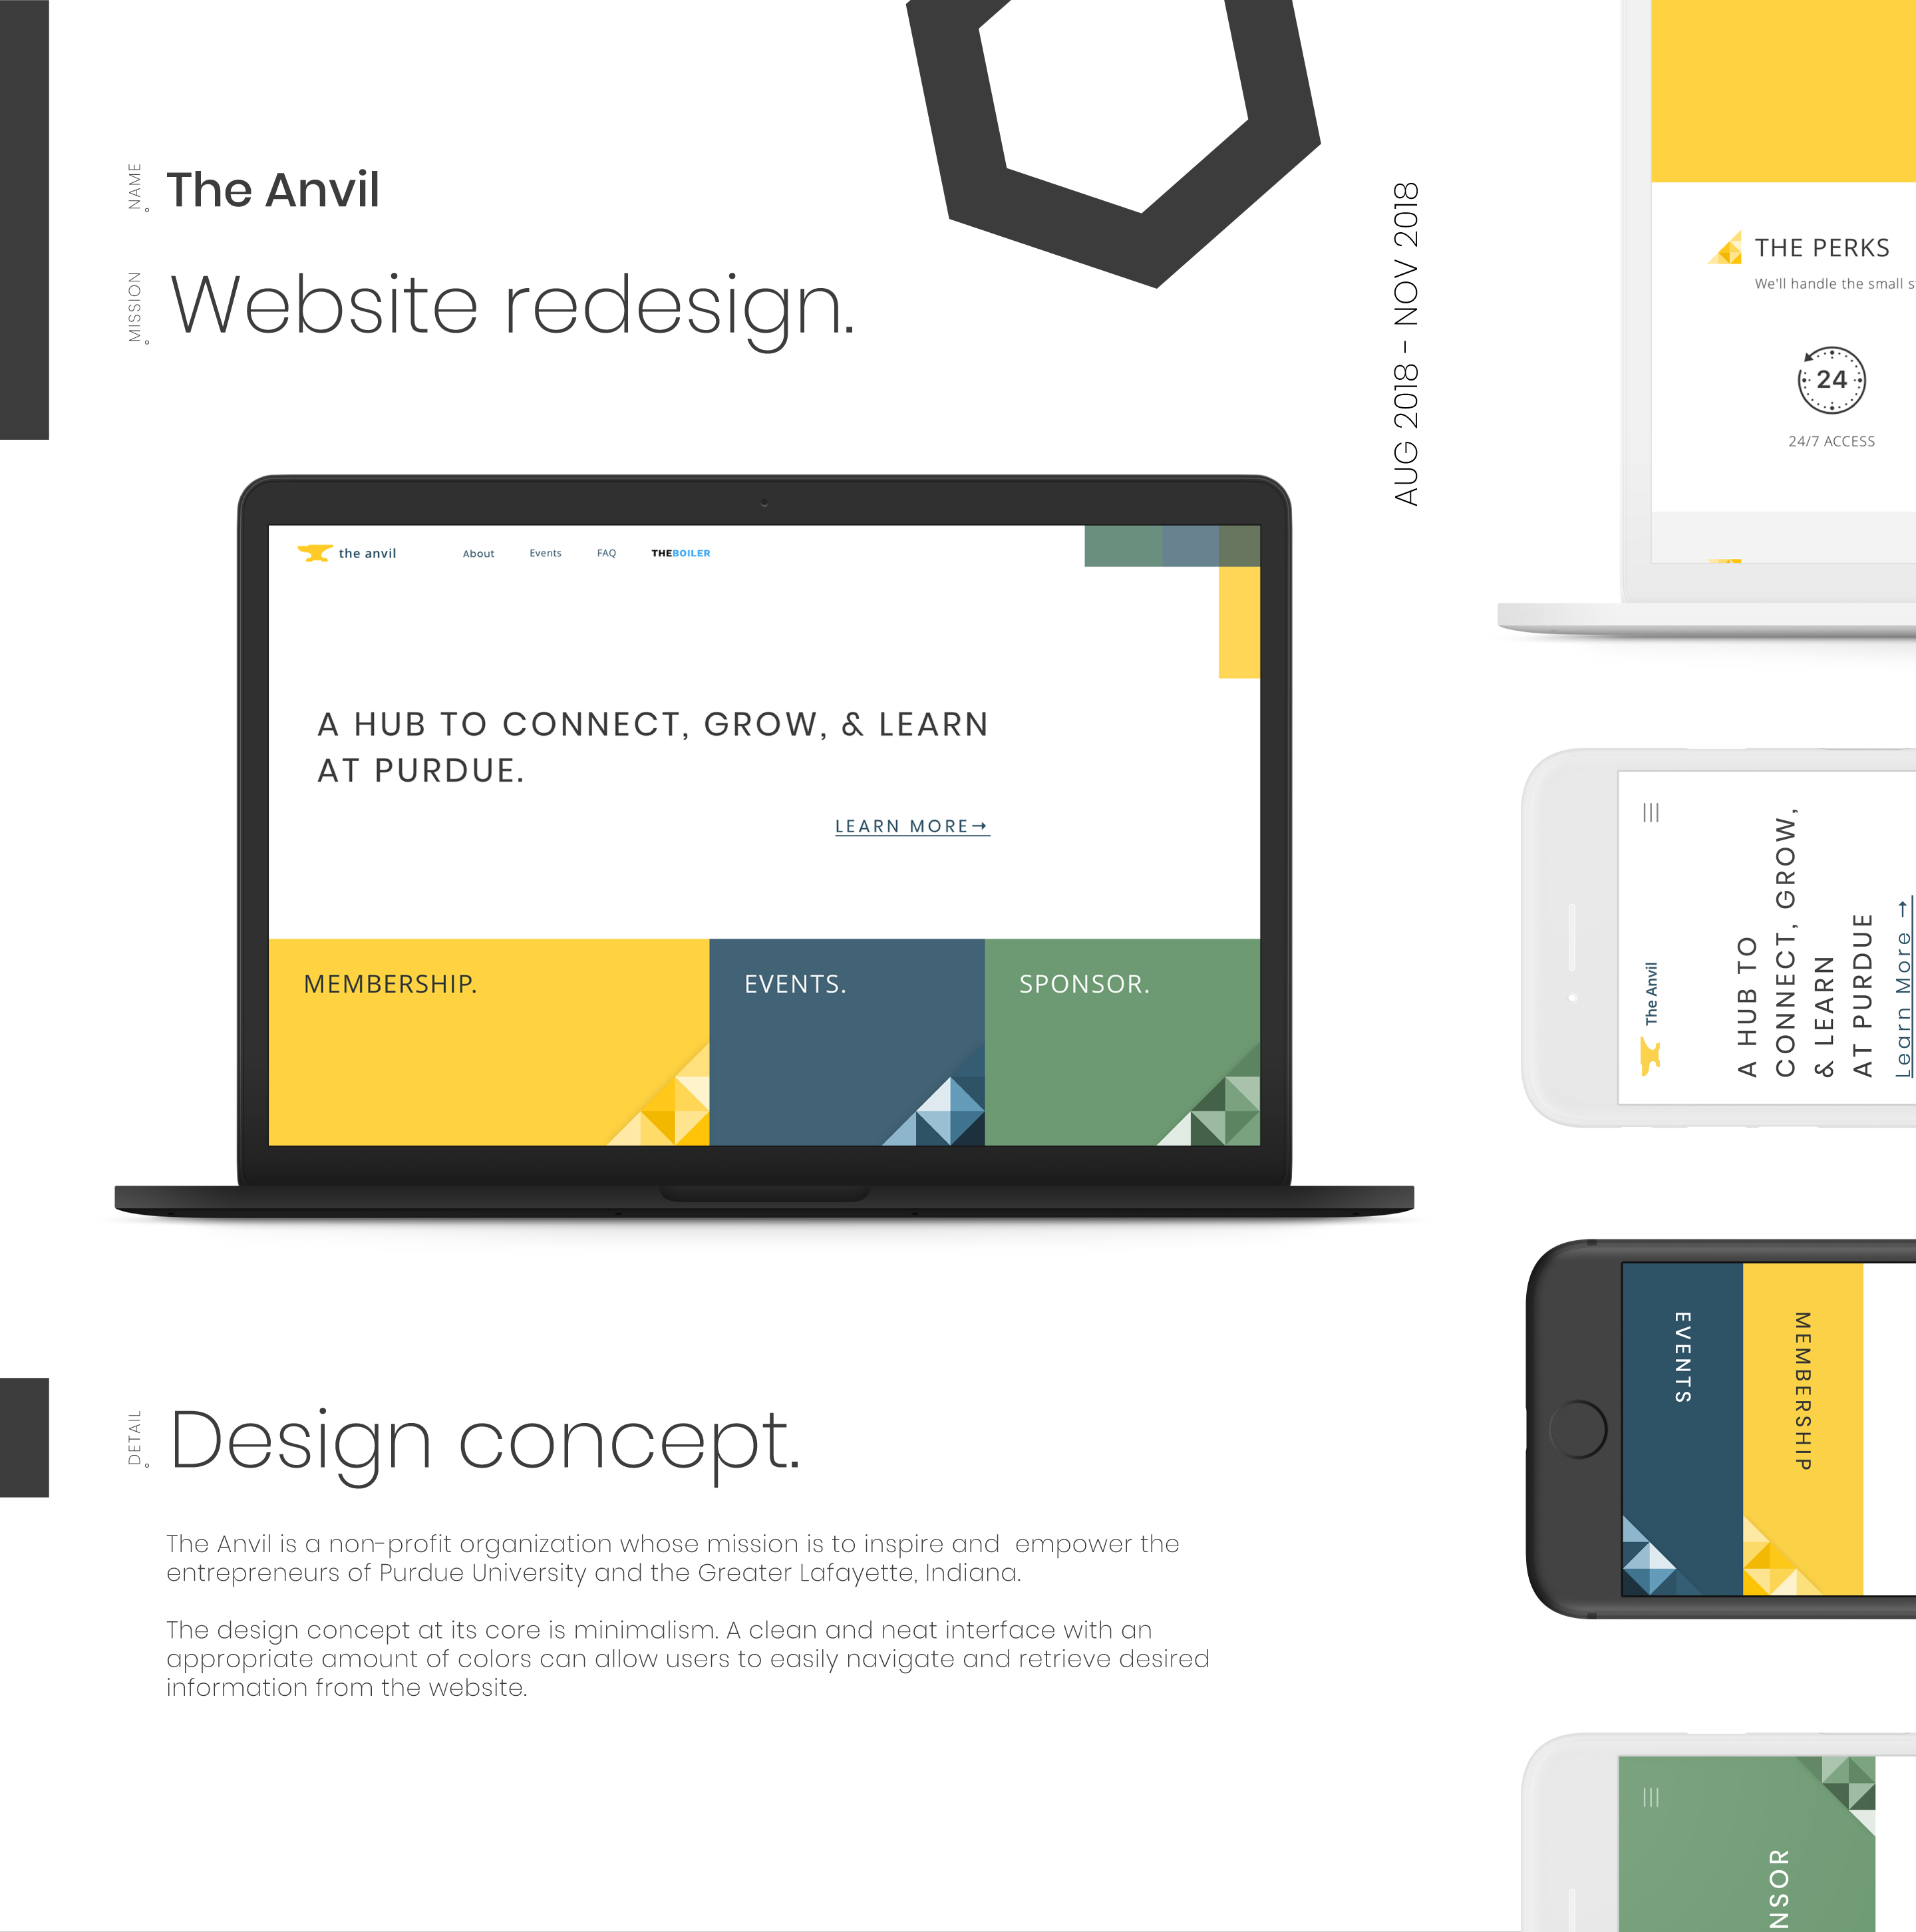 NAME
The Anvil
MISSION
Website redesign.
AUG 2018 - NOV 2018
the anvil
About
Events
FAQ
THEBOILER
A HUB TO CONNECT, GROW, & LEARN
AT PURDUE.
LEARN MORE→
MEMBERSHIP.
EVENTS.
SPONSOR.
THE PERKS
We'll handle the small
24
24/7 ACCESS
The Anvil
A HUB TO
CONNECT, GROW,
& LEARN
AT PURDUE
Learn More →
EVENTS
MEMBERSHIP
DETAIL
Design concept.
The Anvil is a non-profit organization whose mission is to inspire and  empower the
entrepreneurs of Purdue University and the Greater Lafayette, Indiana.
The design concept at its core is minimalism. A clean and neat interface with an
appropriate amount of colors can allow users to easily navigate and retrieve desired
information from the website.
NSOR